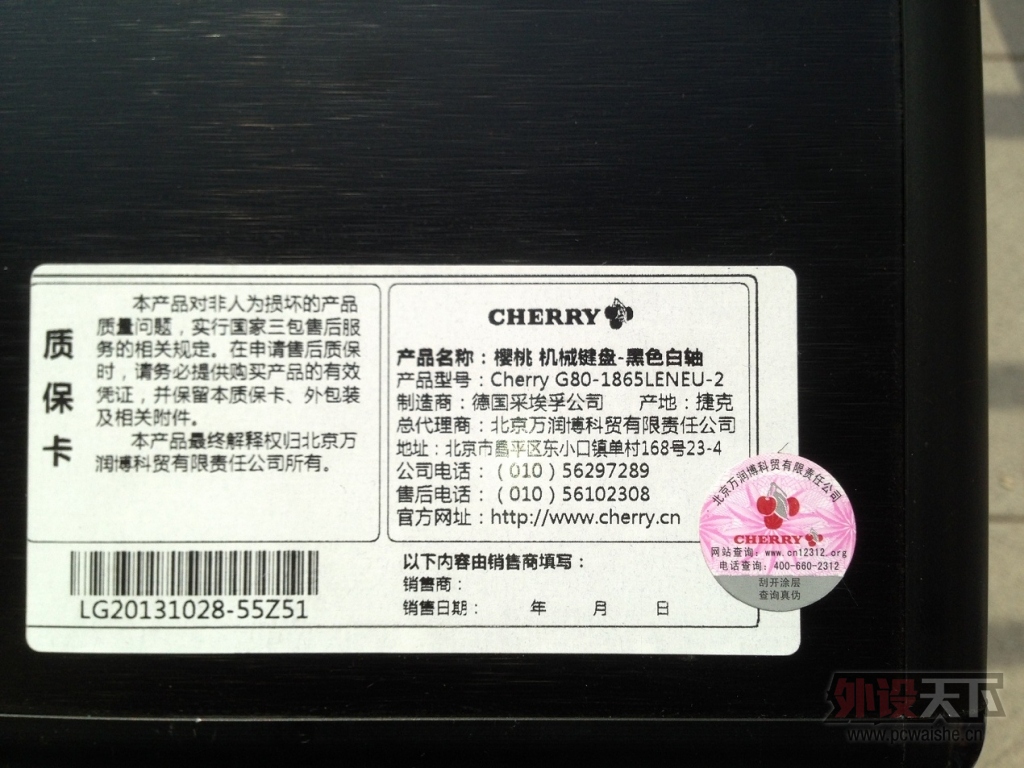 质
保
卡
本产品对非人为损坏的产品
质量问题，实行国家三包售后服
务的相关规定。在申请售后质保
时，请务必提供购买产品的有效
凭证，并保留本质保卡、外包装
及相关附件。
本产品最终解释权归北京万
润博科贸有限责任公司所有。
LG20131028-55Z51
CHERRY
产品名称：樱桃 机械键盘-黑色白轴
产品型号：Cherry G80-1865LENEU-2
制造商：德国采埃孚公司 产地：捷克
总代理商：北京万润博科贸有限责任公司
地址：北京市昌平区东小口镇单村168号23-4
公司电话：（010）56297289
售后电话：（010）56102308
官方网址：http://www.cherry.cn
以下内容由销售商填写：
销售商：
销售日期： 年 月 日
北京万润博科贸有限责任公司
CHERRY
网站查询：www.cn12312.org
电话查询：400-660-2312
刮开涂层
查询真伪
外设天下
www.pcwaishe.cn